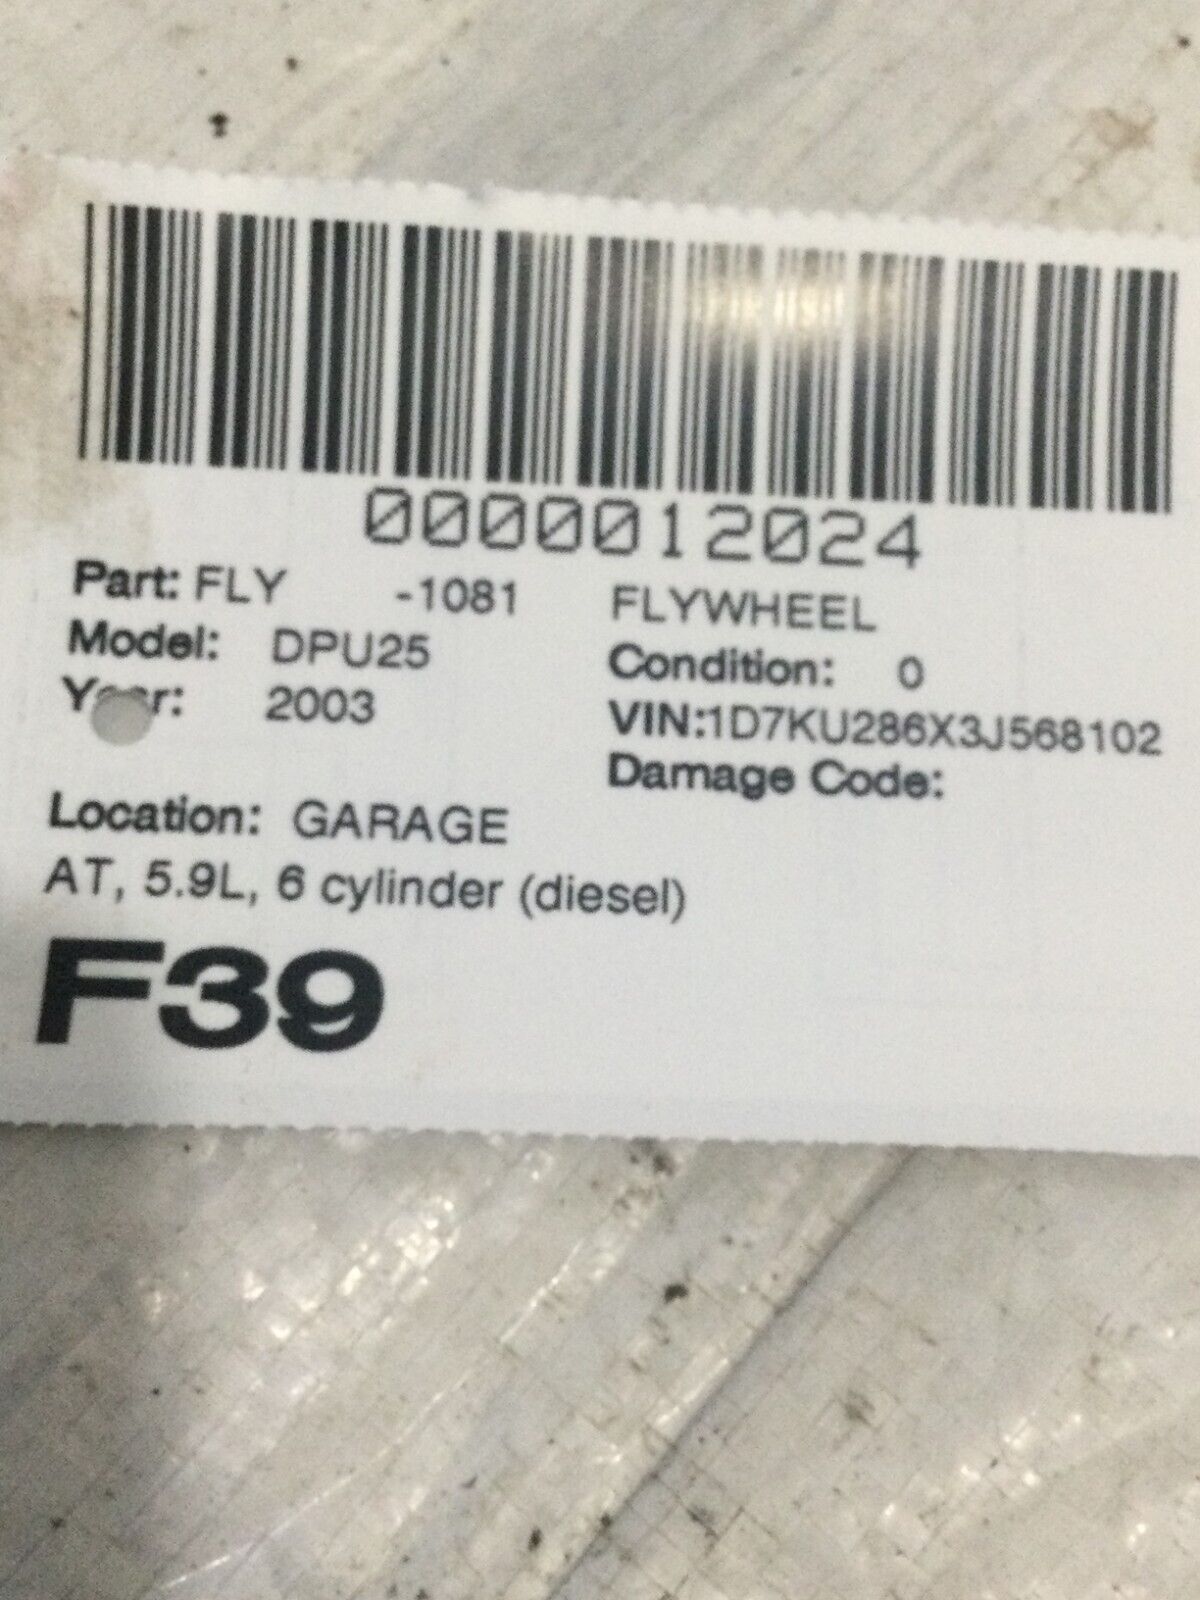 0000012024
Part: FLY -1081 FLYWHEEL
Model: DPU25 Condition: 0
Year: 2003 VIN:1D7KU286X3J568102
Damage Code:
Location: GARAGE
AT, 5.9L, 6 cylinder (diesel)
F39